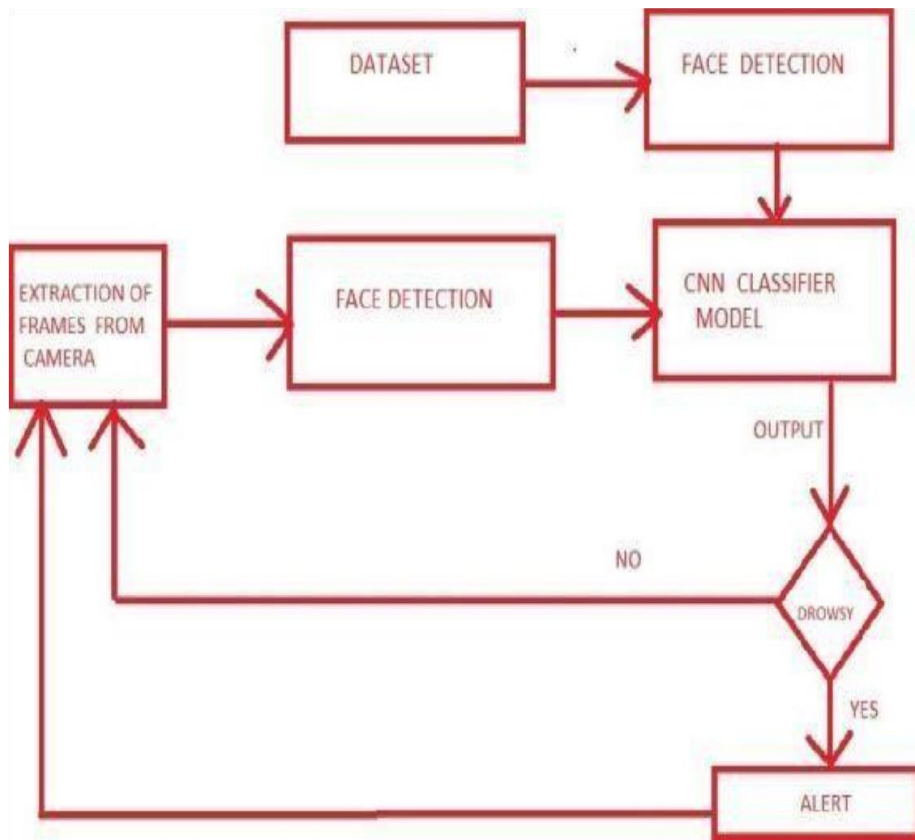 DATASET
FACE DETECTION
EXTRACTION OF
FRAMES FROM
CAMERA
FACE DETECTION
CNN CLASSIFIER
MODEL
OUTPUT
NO
DROWSY
YES
ALERT